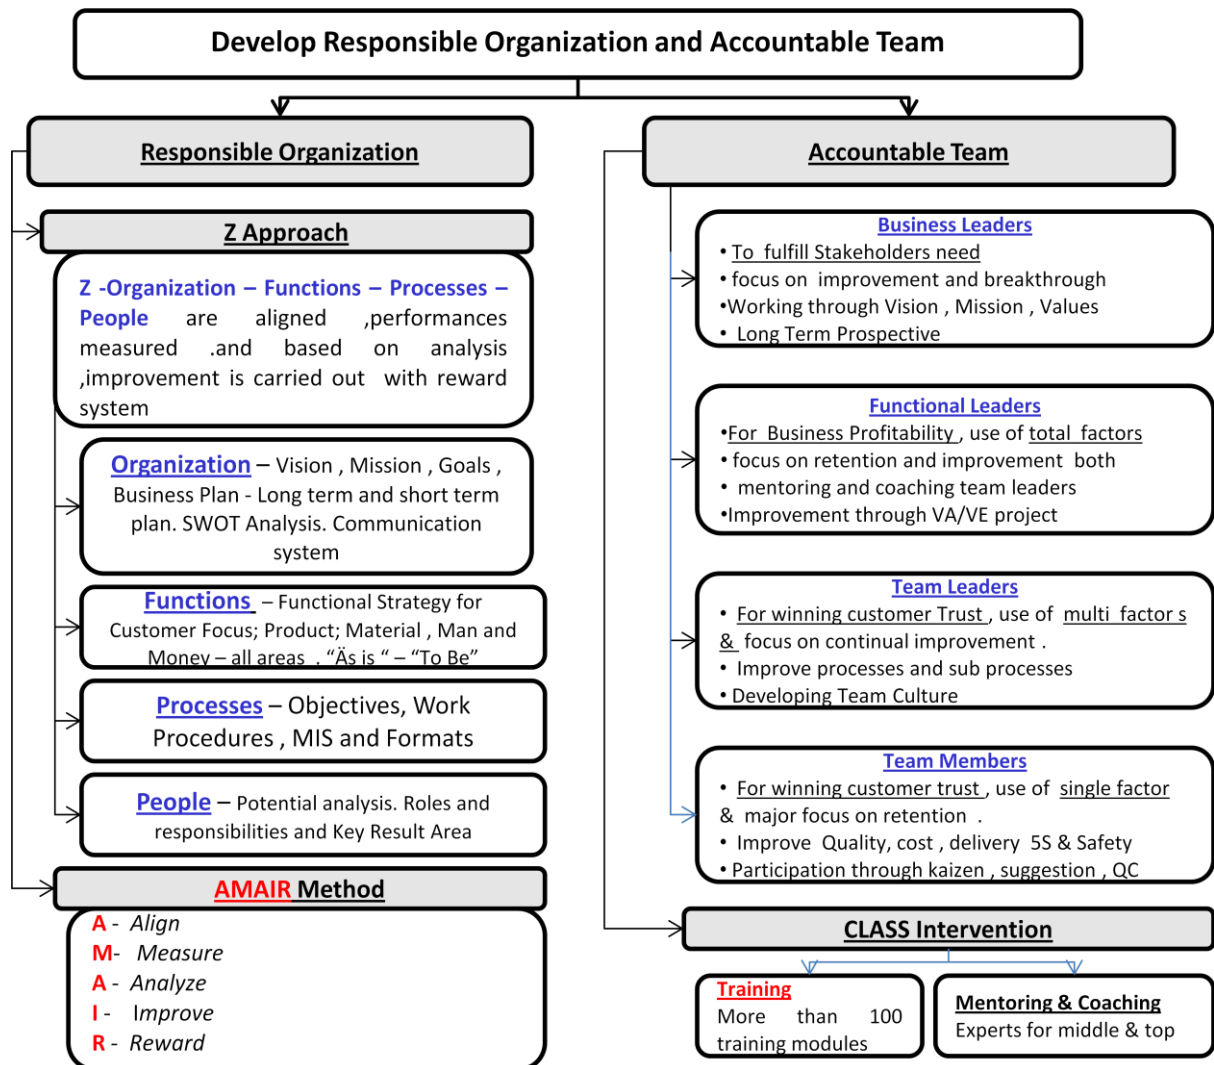 Develop Responsible Organization and Accountable Team
Responsible Organization
Z Approach
Z -Organization – Functions – Processes –
People are aligned ,performances
measured .and based on analysis
,improvement is carried out with reward
system
Organization – Vision , Mission , Goals ,
Business Plan - Long term and short term
plan. SWOT Analysis. Communication
system
Functions – Functional Strategy for
Customer Focus; Product; Material , Man and
Money – all areas . “Äs is “ – “To Be”
Processes – Objectives, Work
Procedures , MIS and Formats
People – Potential analysis. Roles and
responsibilities and Key Result Area
AMAIR Method
A - Align
M- Measure
A - Analyze
I - Improve
R - Reward
Accountable Team
Business Leaders
• To fulfill Stakeholders need
• focus on improvement and breakthrough
•Working through Vision , Mission , Values
• Long Term Prospective
Functional Leaders
•For Business Profitability , use of total factors
• focus on retention and improvement both
• mentoring and coaching team leaders
•Improvement through VA/VE project
Team Leaders
• For winning customer Trust , use of multi factor s
& focus on continual improvement .
• Improve processes and sub processes
• Developing Team Culture
Team Members
• For winning customer trust , use of single factor
& major focus on retention .
• Improve Quality, cost , delivery 5S & Safety
• Participation through kaizen , suggestion , QC
CLASS Intervention
Training
More than 100
training modules
Mentoring & Coaching
Experts for middle & top